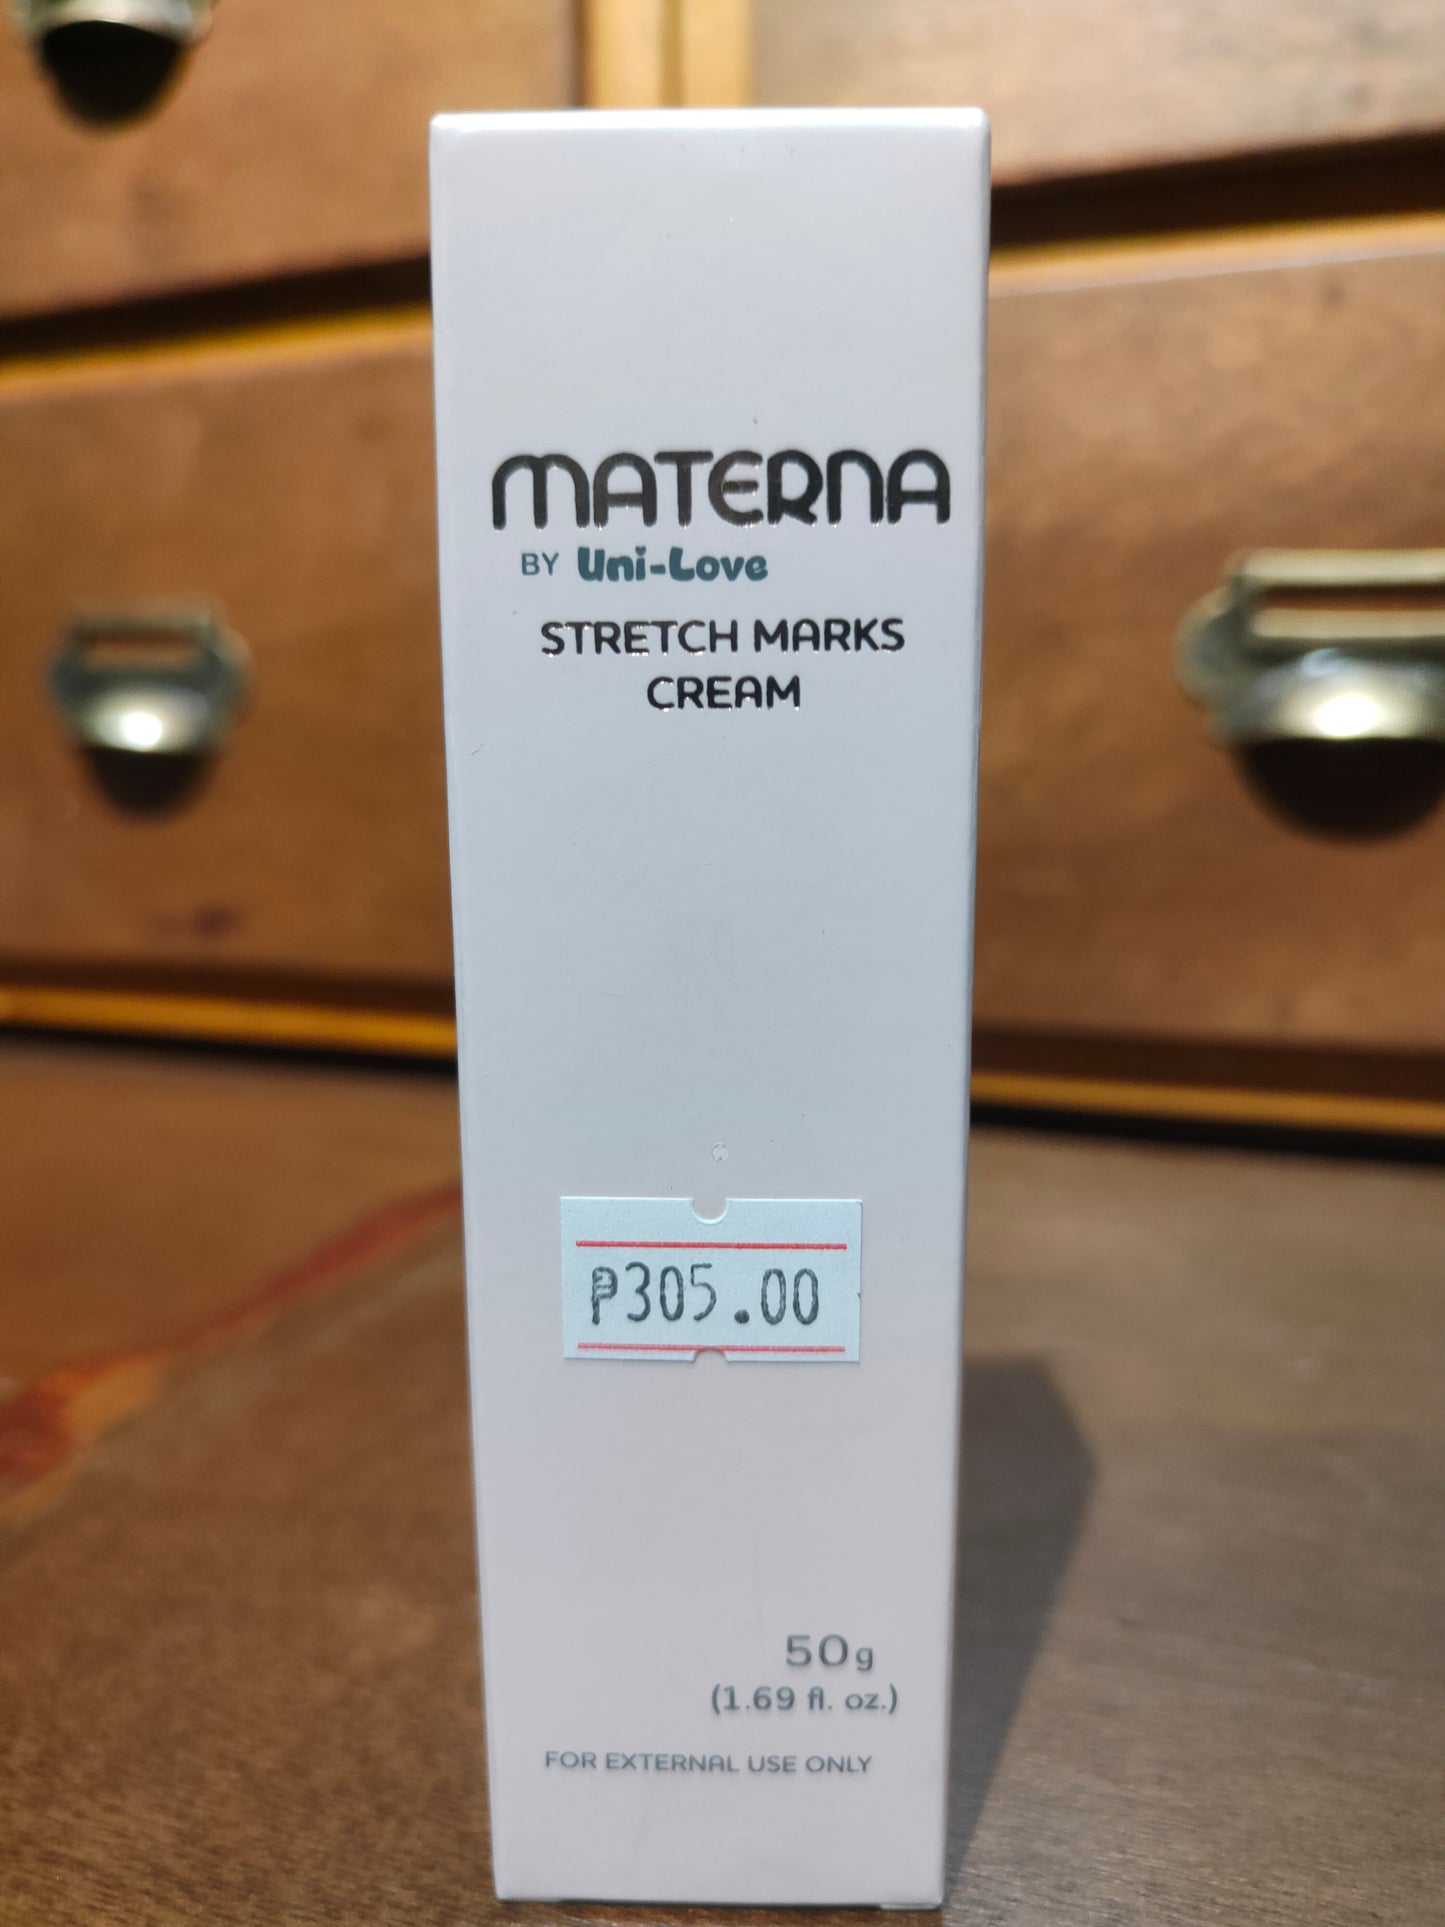 MATERNA
BY Uni-Love
STRETCH MARKS
CREAM
₱305.00
50g
(1.69 fl. oz.)
FOR EXTERNAL USE ONLY